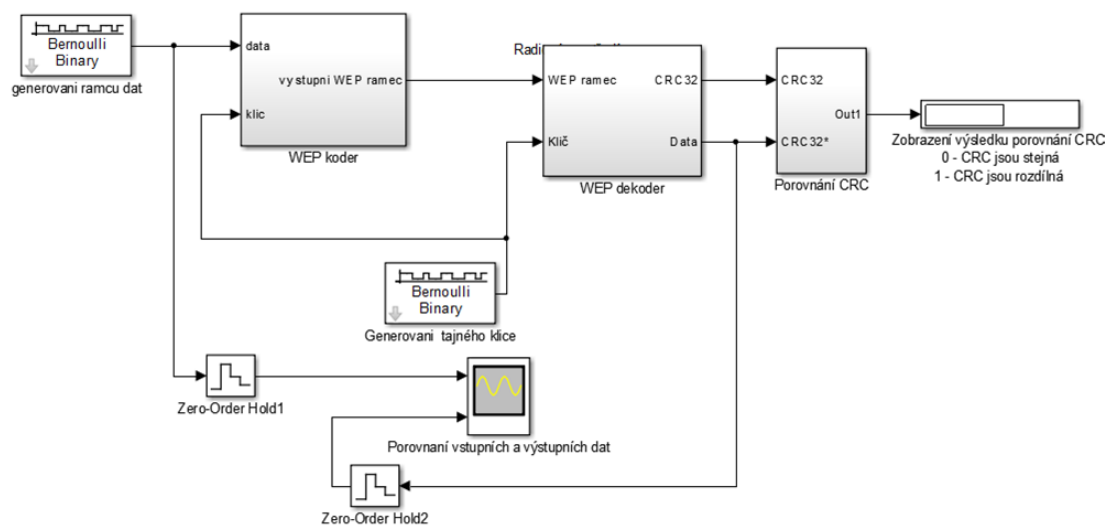 Bernoulli
Binary
generovani ramcu dat
data
vystupni WEP ramec
klic
WEP koder
WEP ramec
CRC32
Klič
Data
WEP dekoder
CRC32
Out1
CRC32*
Porovnání CRC
Zobrazení výsledku porovnání CRC
0 - CRC jsou stejná
1 - CRC jsou rozdílná
Bernoulli
Binary
Generovani tajného klice
Zero-Order Hold1
Porovnaní vstupních a výstupních dat
Zero-Order Hold2